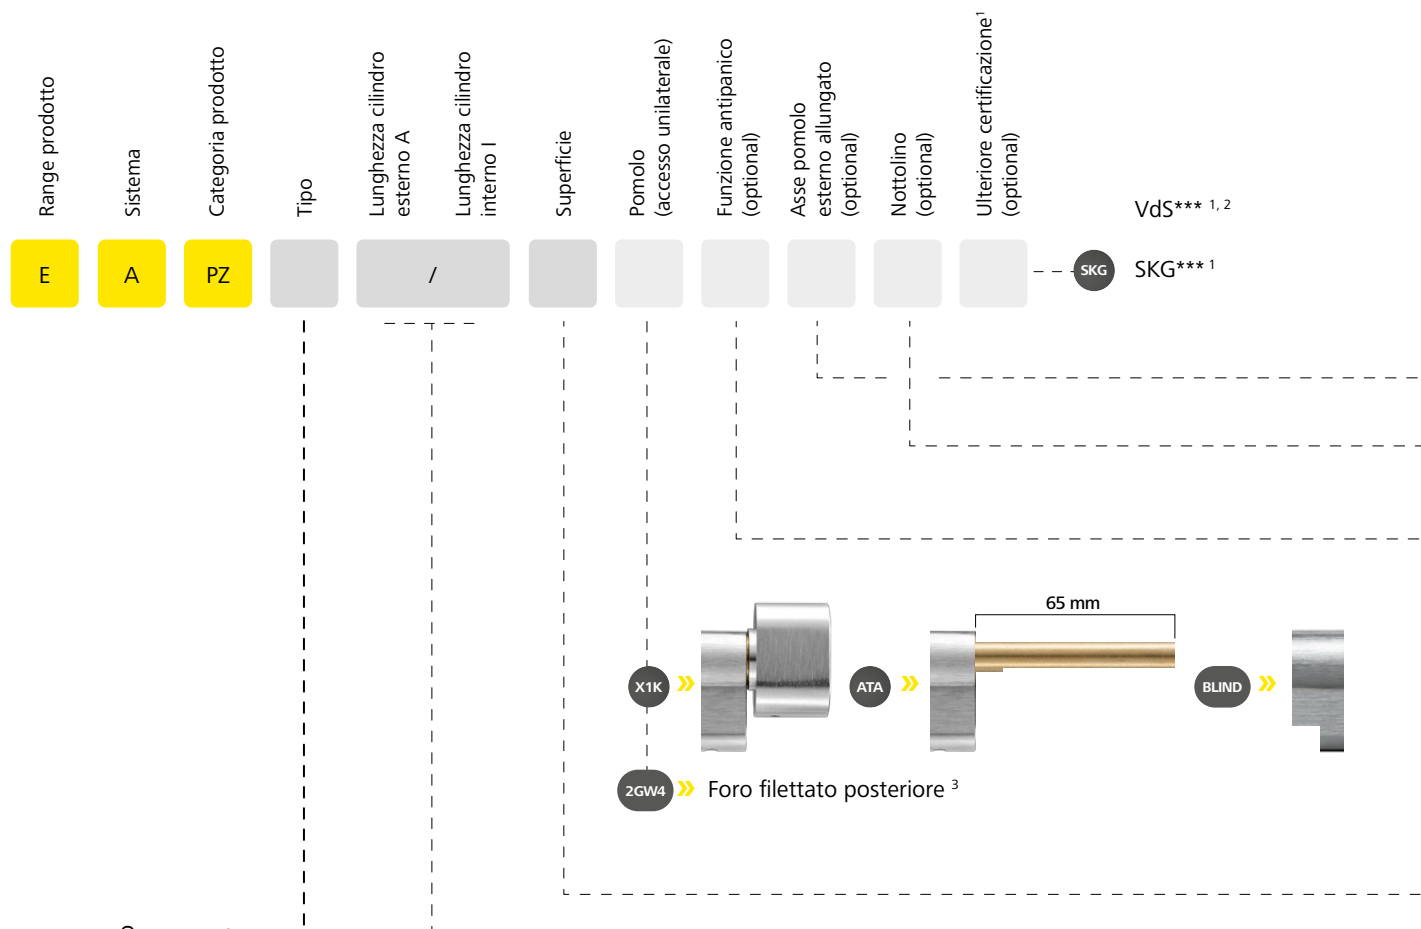 Range prodotto
Sistema
Categoria prodotto
Tipo
Lunghezza cilindro
esterno A
Lunghezza cilindro
interno I
Superficie
Pomolo
(accesso unilaterale)
Funzione antipanico
(optional)
Asse pomolo
esterno allungato
(optional)
Nottolino
(optional)
Ulteriore certificazione¹
(optional)
VdS*** ¹, ²
E
A
PZ
/
SKG
SKG*** ¹
65 mm
X1K
»
ATA
»
BLIND
»
2GW4
»
Foro filettato posteriore ³